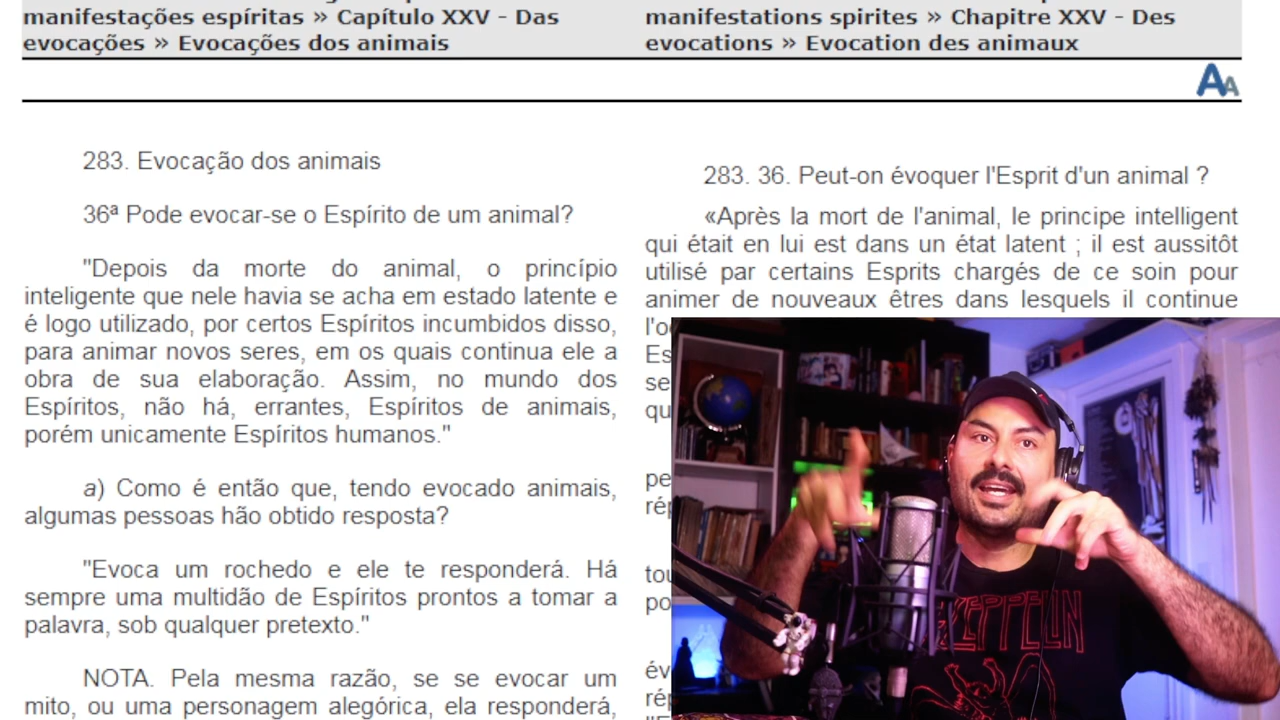 manifestações espíritas » Capítulo XXV - Das
evocações » Evocações dos animais
manifestations spirites » Chapitre XXV - Des
evocations » Evocation des animaux
AA
283. Evocação dos animais
36ª Pode evocar-se o Espírito de um animal?
"Depois da morte do animal, o princípio
inteligente que nele havia se acha em estado latente e
é logo utilizado, por certos Espíritos incumbidos disso,
para animar novos seres, em os quais continua ele a
obra de sua elaboração. Assim, no mundo dos
Espíritos, não há, errantes, Espíritos de animais,
porém unicamente Espíritos humanos."
a) Como é então que, tendo evocado animais,
algumas pessoas hão obtido resposta?
"Evoca um rochedo e ele te responderá. Há
sempre uma multidão de Espíritos prontos a tomar a
palavra, sob qualquer pretexto."
NOTA. Pela mesma razão, se se evocar um
mito, ou uma personagem alegórica, ela responderá,
283. 36. Peut-on évoquer l'Esprit d'un animal ?
«Après la mort de l'animal, le principe intelligent
qui était en lui est dans un état latent ; il est aussitôt
utilisé par certains Esprits chargés de ce soin pour
animer de nouveaux êtres dans lesquels il continue
ZEPPELIN